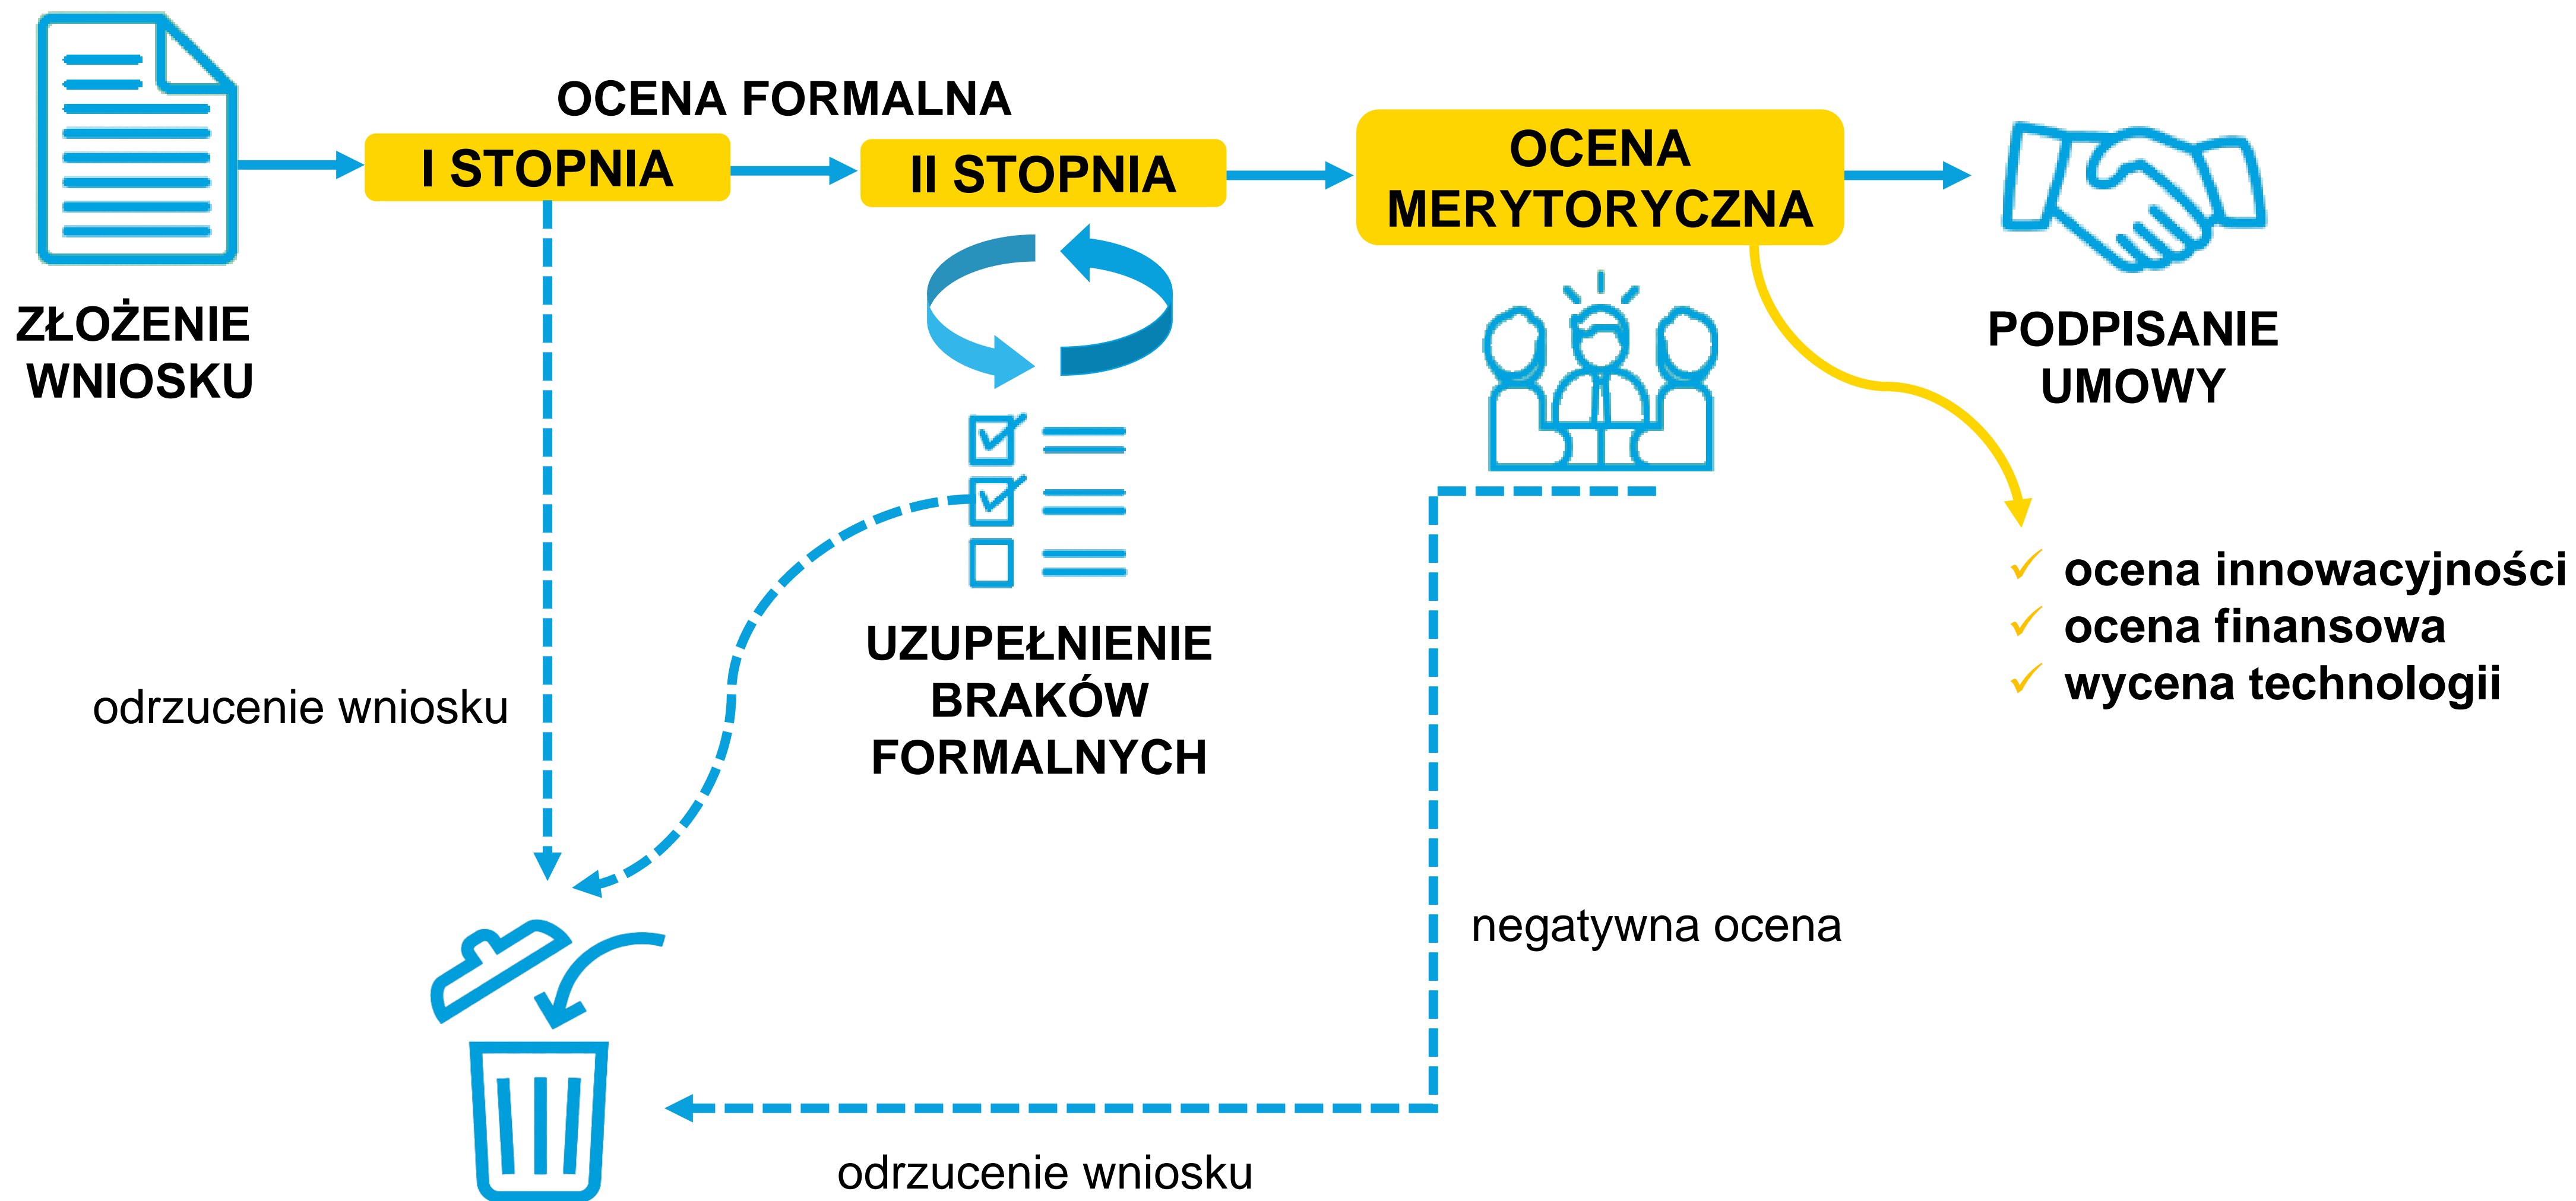 OCENA FORMALNA
I STOPNIA
II STOPNIA
OCENA
MERYTORYCZNA
ZŁOŻENIE
WNIOSKU
PODPISANIE
UMOWY
ocena innowacyjności
ocena finansowa
wycena technologii
UZUPEŁNIENIE
BRAKÓW
FORMALNYCH
odrzucenie wniosku
negatywna ocena
odrzucenie wniosku